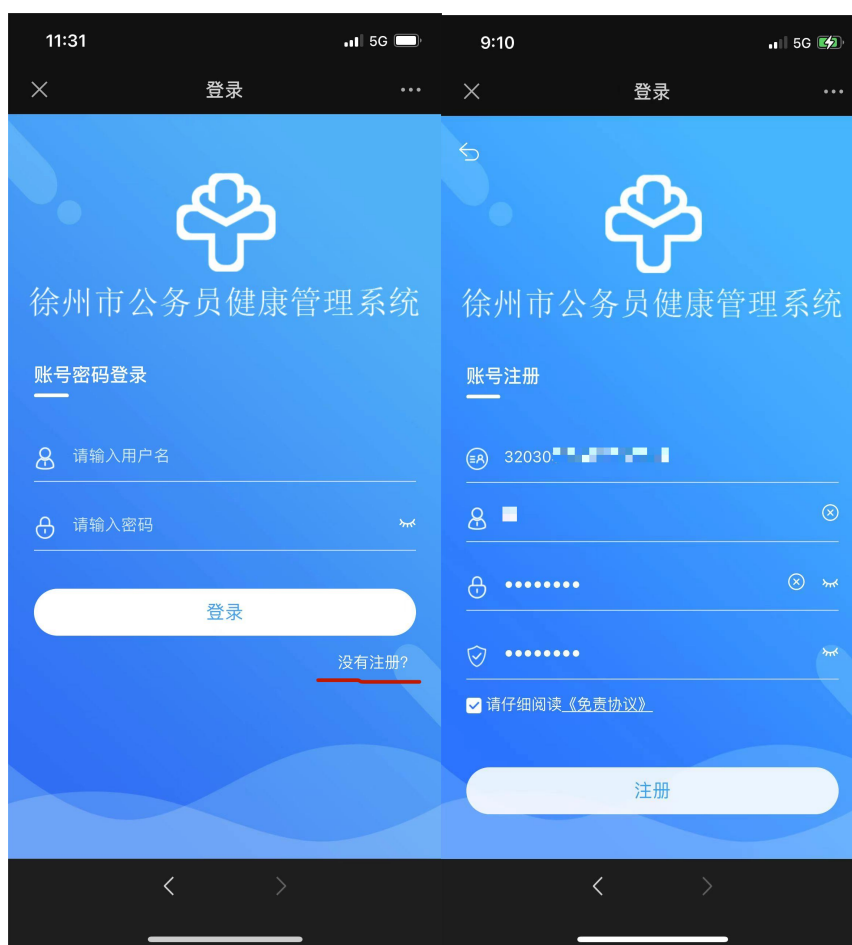 11:31
5G
登录
徐州市公务员健康管理系统
账号密码登录
请输入用户名
请输入密码
登录
没有注册?
9:10
5G
登录
徐州市公务员健康管理系统
账号注册
32030
请仔细阅读《免责协议》
注册